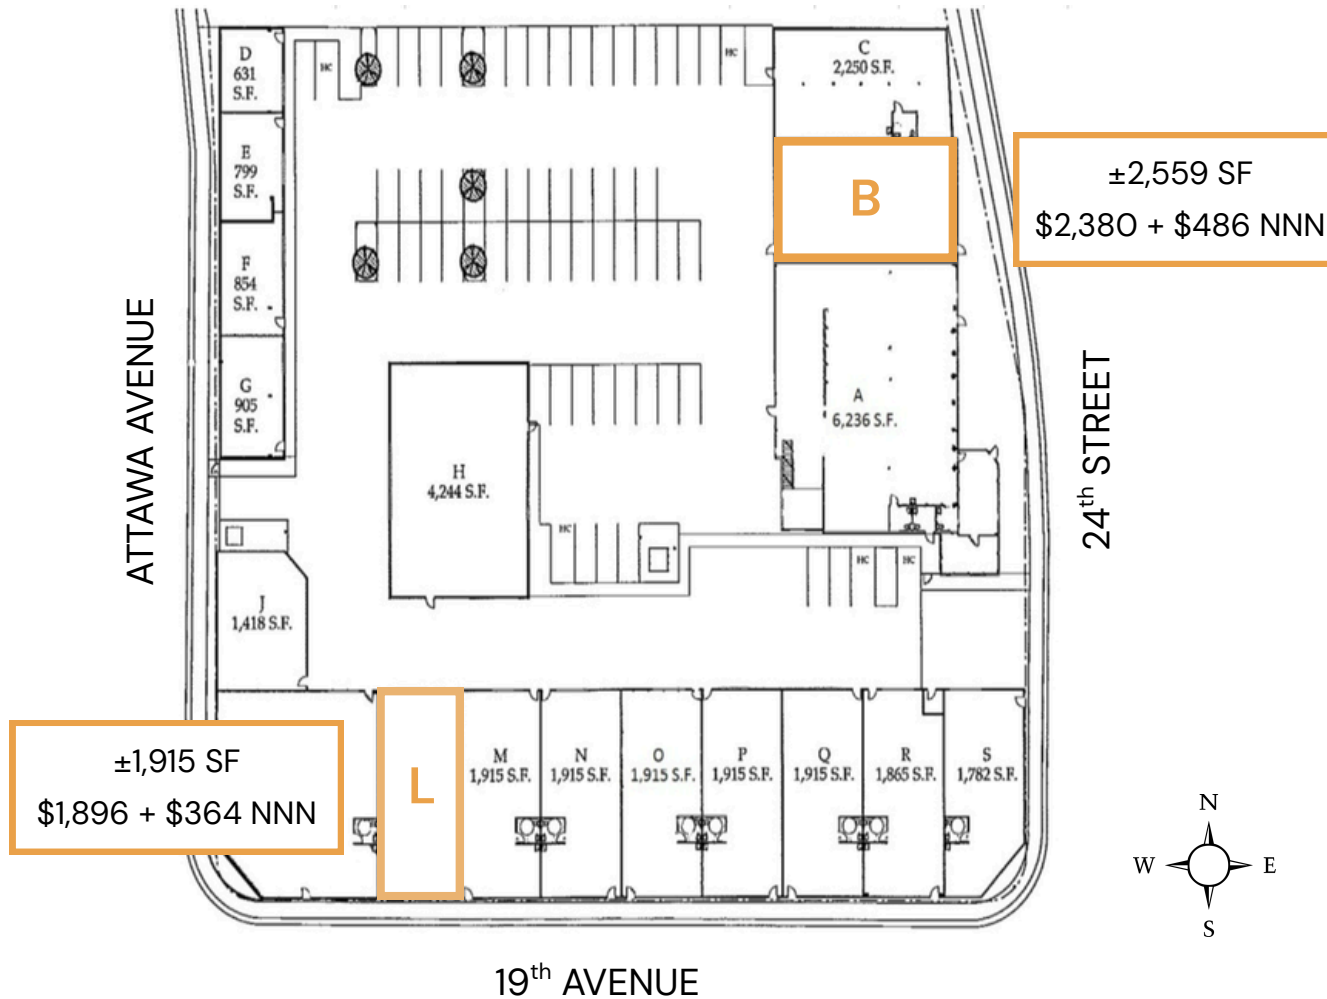 D
631
S.F.
HC
HC
C
2,250 S.F.
E
799
S.F.
B
±2,559 SF
$2,380 + $486 NNN
F
854
S.F.
ATTAWA AVENUE
24th STREET
G
905
S.F.
A
6,236 S.F.
H
4,244 S.F.
HC
HC
HC
J
1,418 S.F.
±1,915 SF
$1,896 + $364 NNN
L
M
1,915 S.F.
N
1,915 S.F.
O
1,915 S.F.
P
1,915 S.F.
Q
1,915 S.F.
R
1,865 S.F.
S
1,782 S.F.
N
W
E
S
19th AVENUE